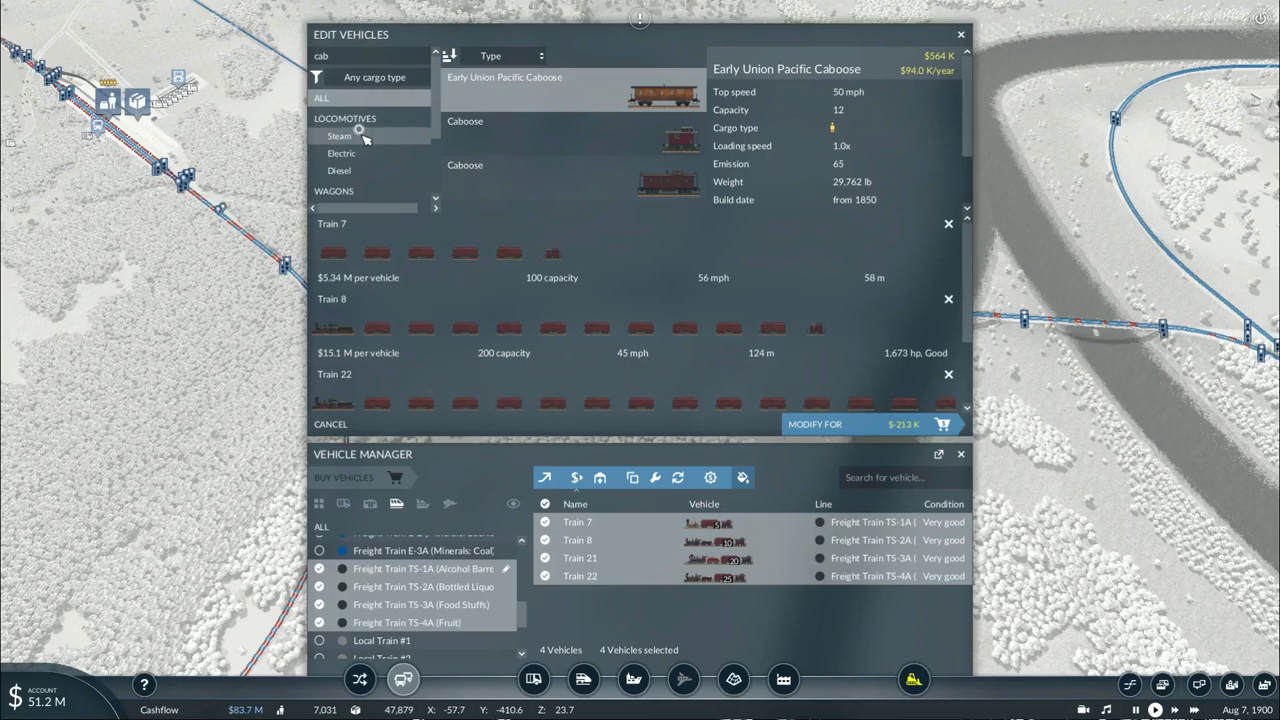 EDIT VEHICLES
cab
Type
Any cargo type
ALL
LOCOMOTIVES
Steam
Electric
Diesel
WAGONS
Early Union Pacific Caboose
Caboose
Caboose
$564 K
Early Union Pacific Caboose
$94.0 K/year
Top speed 50 mph
Capacity 12
Cargo type
Loading speed 1.0x
Emission 65
Weight 29,762 lb
Build date from 1850
Train 7
$5.34 M per vehicle 100 capacity 56 mph 58 m
Train 8
$15.1 M per vehicle 200 capacity 45 mph 124 m 1,673 hp, Good
Train 22
CANCEL
MODIFY FOR $-213 K
VEHICLE MANAGER
BUY VEHICLES
Search for vehicle...
ALL
Freight Train E-3A (Minerals: Coal)
Freight Train TS-1A (Alcohol Barre
Freight Train TS-2A (Bottled Liquo
Freight Train TS-3A (Food Stuffs)
Freight Train TS-4A (Fruit)
Local Train #1
Name Vehicle Line Condition
Train 7 5 Freight Train TS-1A ( Very good
Train 8 10 Freight Train TS-2A ( Very good
Train 21 20 Freight Train TS-3A ( Very good
Train 22 25 Freight Train TS-4A ( Very good
4 Vehicles 4 Vehicles selected
$ ACCOUNT
51.2 M
?
Cashflow $83.7 M 7,031 47,879 X: -57.7 Y: -410.6 Z: 23.7
Aug 7, 1900